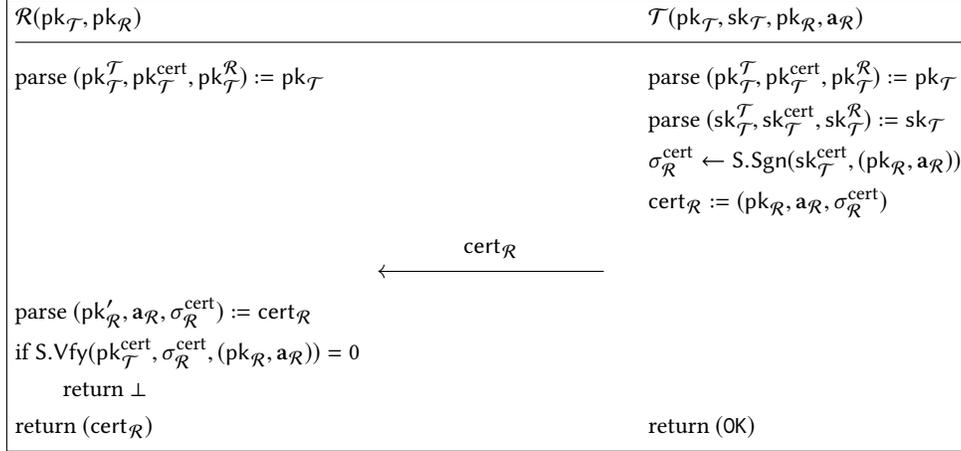 𝓡(pk_𝓣, pk_𝓡) 𝓣(pk_𝓣, sk_𝓣, pk_𝓡, a_𝓡)
parse (pk_𝓣^𝓣, pk_𝓣^cert, pk_𝓣^𝓡) := pk_𝓣 parse (pk_𝓣^𝓣, pk_𝓣^cert, pk_𝓣^𝓡) := pk_𝓣
parse (sk_𝓣^𝓣, sk_𝓣^cert, sk_𝓣^𝓡) := sk_𝓣
σ_𝓡^cert ← S.Sgn(sk_𝓣^cert, (pk_𝓡, a_𝓡))
cert_𝓡 := (pk_𝓡, a_𝓡, σ_𝓡^cert)
cert_𝓡
parse (pk′_𝓡, a_𝓡, σ_𝓡^cert) := cert_𝓡
if S.Vfy(pk_𝓣^cert, σ_𝓡^cert, (pk_𝓡, a_𝓡)) = 0
return ⊥
return (cert_𝓡) return (OK)